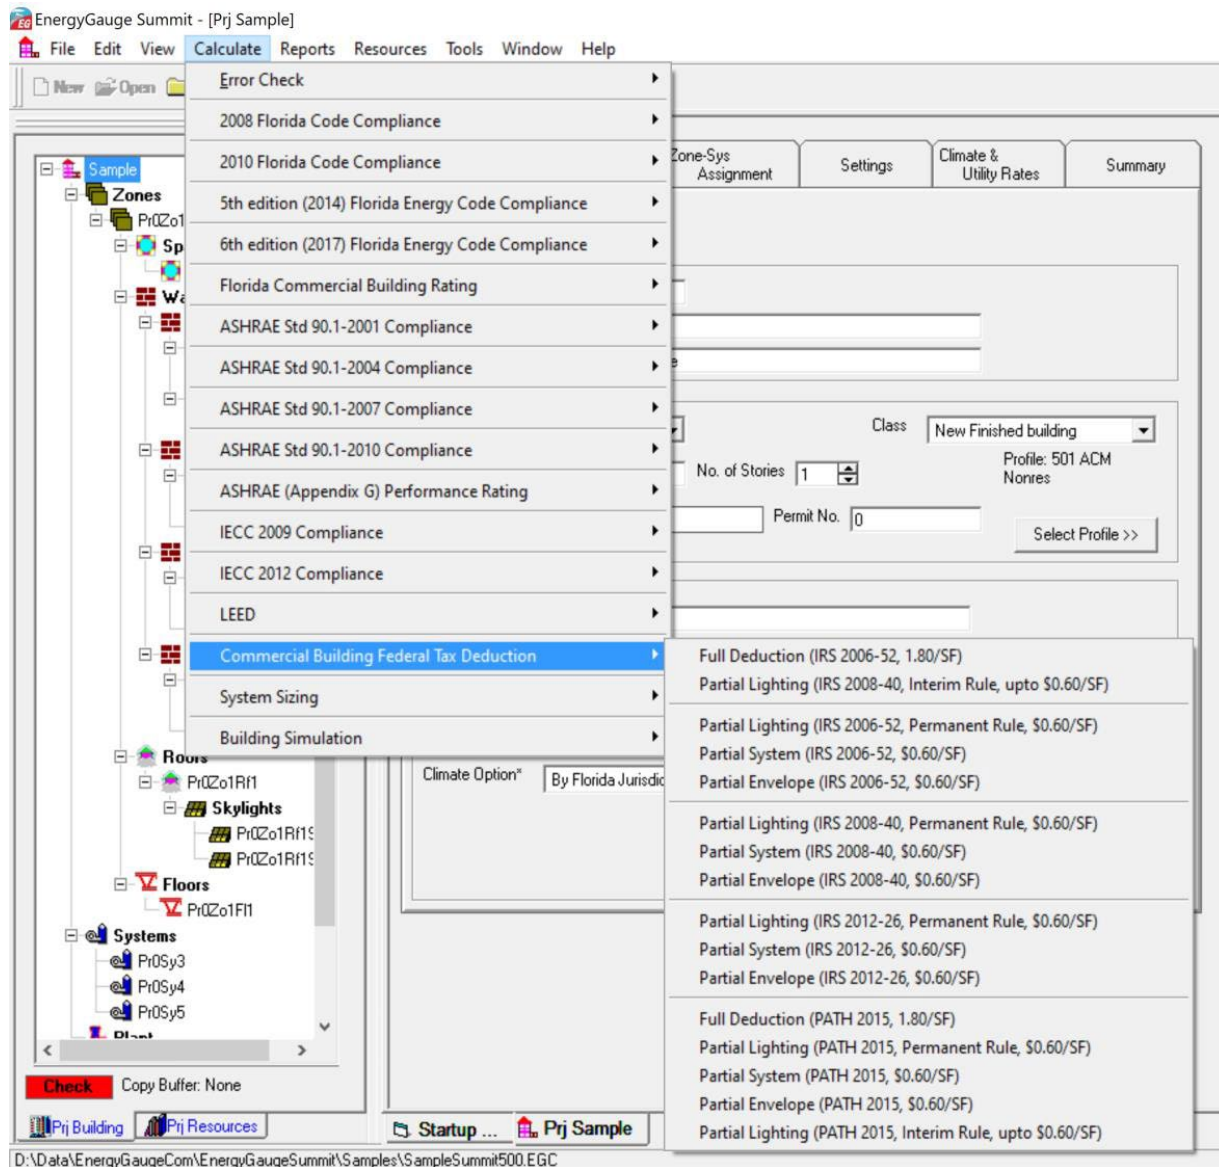 EnergyGauge Summit - [Prj Sample]
File Edit View Calculate Reports Resources Tools Window Help
New Open
Error Check
2008 Florida Code Compliance
2010 Florida Code Compliance
5th edition (2014) Florida Energy Code Compliance
6th edition (2017) Florida Energy Code Compliance
Florida Commercial Building Rating
ASHRAE Std 90.1-2001 Compliance
ASHRAE Std 90.1-2004 Compliance
ASHRAE Std 90.1-2007 Compliance
ASHRAE Std 90.1-2010 Compliance
ASHRAE (Appendix G) Performance Rating
IECC 2009 Compliance
IECC 2012 Compliance
LEED
Commercial Building Federal Tax Deduction
System Sizing
Building Simulation
Full Deduction (IRS 2006-52, 1.80/SF)
Partial Lighting (IRS 2008-40, Interim Rule, upto $0.60/SF)
Partial Lighting (IRS 2006-52, Permanent Rule, $0.60/SF)
Partial System (IRS 2006-52, $0.60/SF)
Partial Envelope (IRS 2006-52, $0.60/SF)
Partial Lighting (IRS 2008-40, Permanent Rule, $0.60/SF)
Partial System (IRS 2008-40, $0.60/SF)
Partial Envelope (IRS 2008-40, $0.60/SF)
Partial Lighting (IRS 2012-26, Permanent Rule, $0.60/SF)
Partial System (IRS 2012-26, $0.60/SF)
Partial Envelope (IRS 2012-26, $0.60/SF)
Full Deduction (PATH 2015, 1.80/SF)
Partial Lighting (PATH 2015, Permanent Rule, $0.60/SF)
Partial System (PATH 2015, $0.60/SF)
Partial Envelope (PATH 2015, $0.60/SF)
Partial Lighting (PATH 2015, Interim Rule, upto $0.60/SF)
Sample
Zones
Pr0Zo1
Sp
Wa
Roofs
Pr0Zo1Rf1
Skylights
Pr0Zo1Rf1S
Pr0Zo1Rf1S
Floors
Pr0Zo1Fl1
Systems
Pr0Sy3
Pr0Sy4
Pr0Sy5
Plant
Check Copy Buffer: None
Prj Building Prj Resources
Zone-Sys
Assignment
Settings
Climate &
Utility Rates
Summary
e
Class New Finished building
No. of Stories 1
Profile: 501 ACM
Nonres
Permit No. 0
Select Profile >>
Climate Option* By Florida Jurisdic
Startup ... Prj Sample
D:\Data\EnergyGaugeCom\EnergyGaugeSummit\Samples\SampleSummit500.EGC